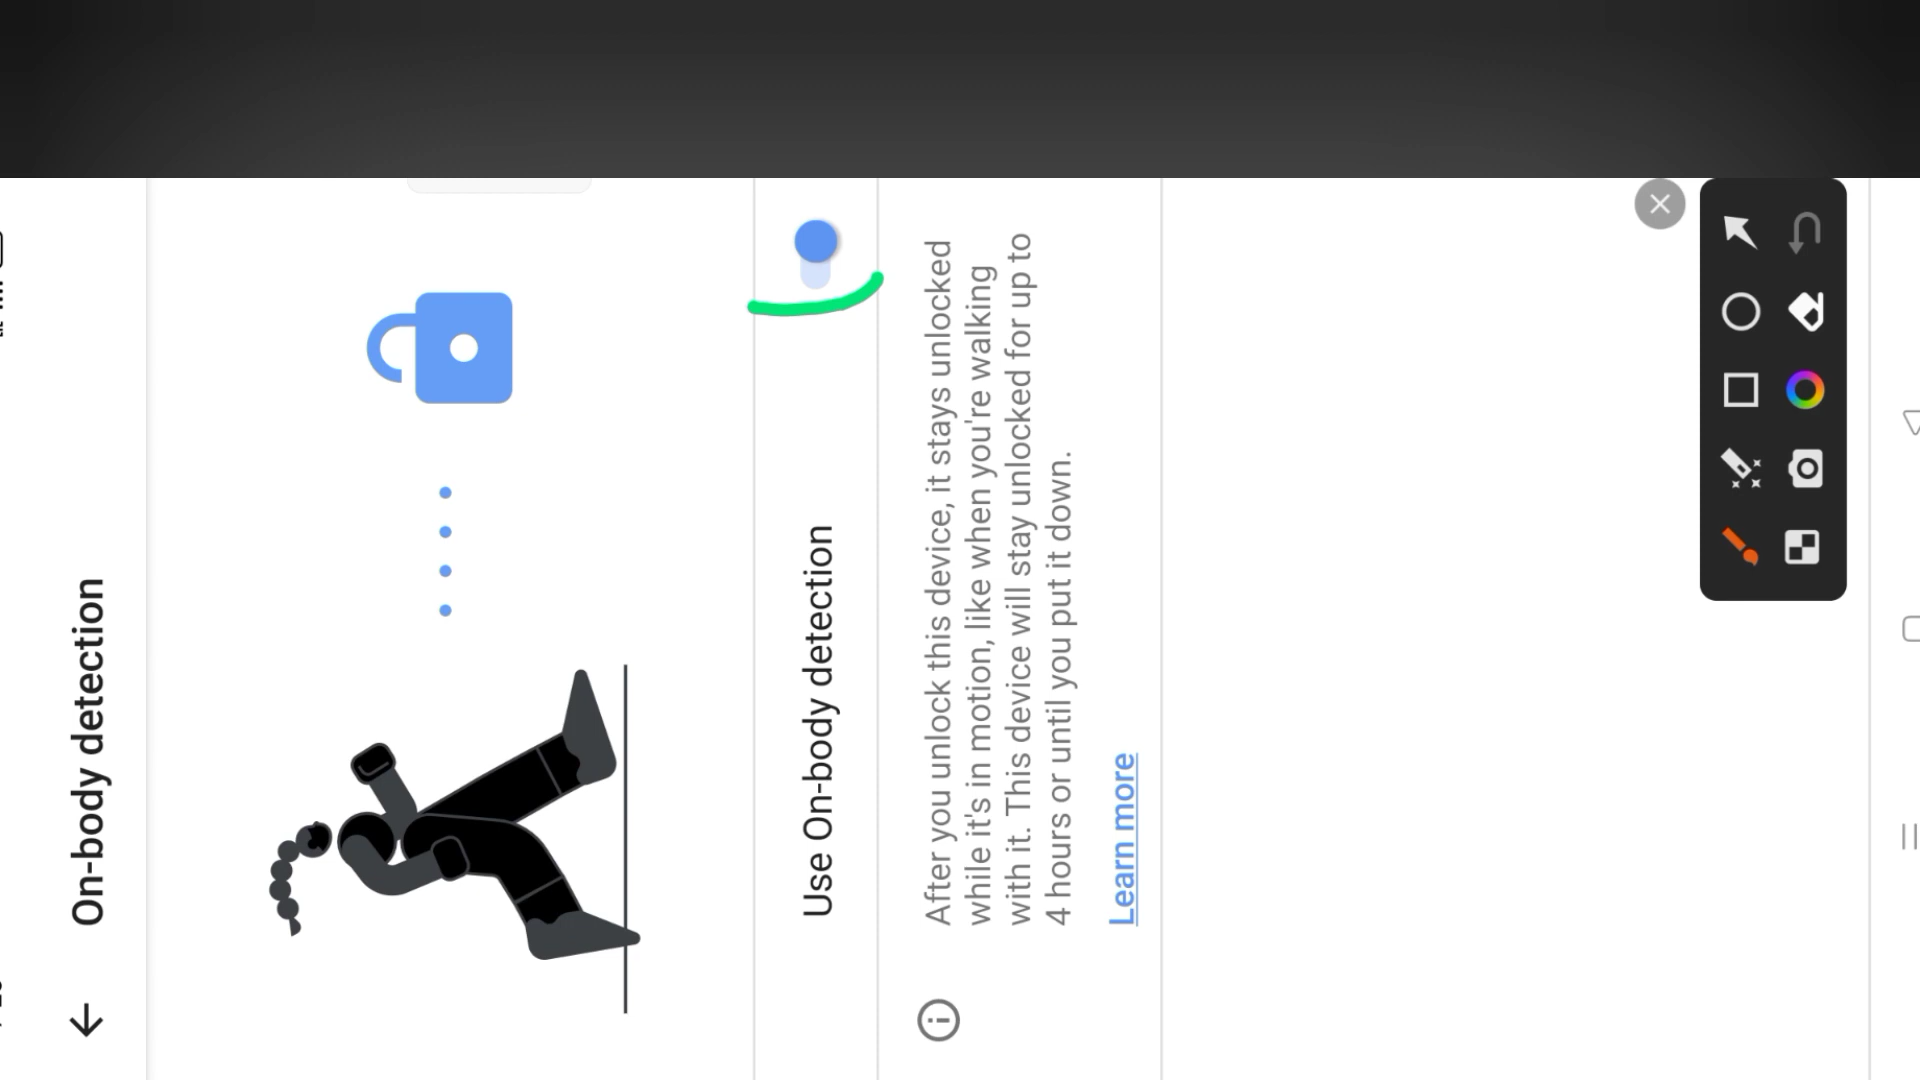 On-body detection
Use On-body detection
After you unlock this device, it stays unlocked
while it's in motion, like when you're walking
with it. This device will stay unlocked for up to
4 hours or until you put it down.
Learn more